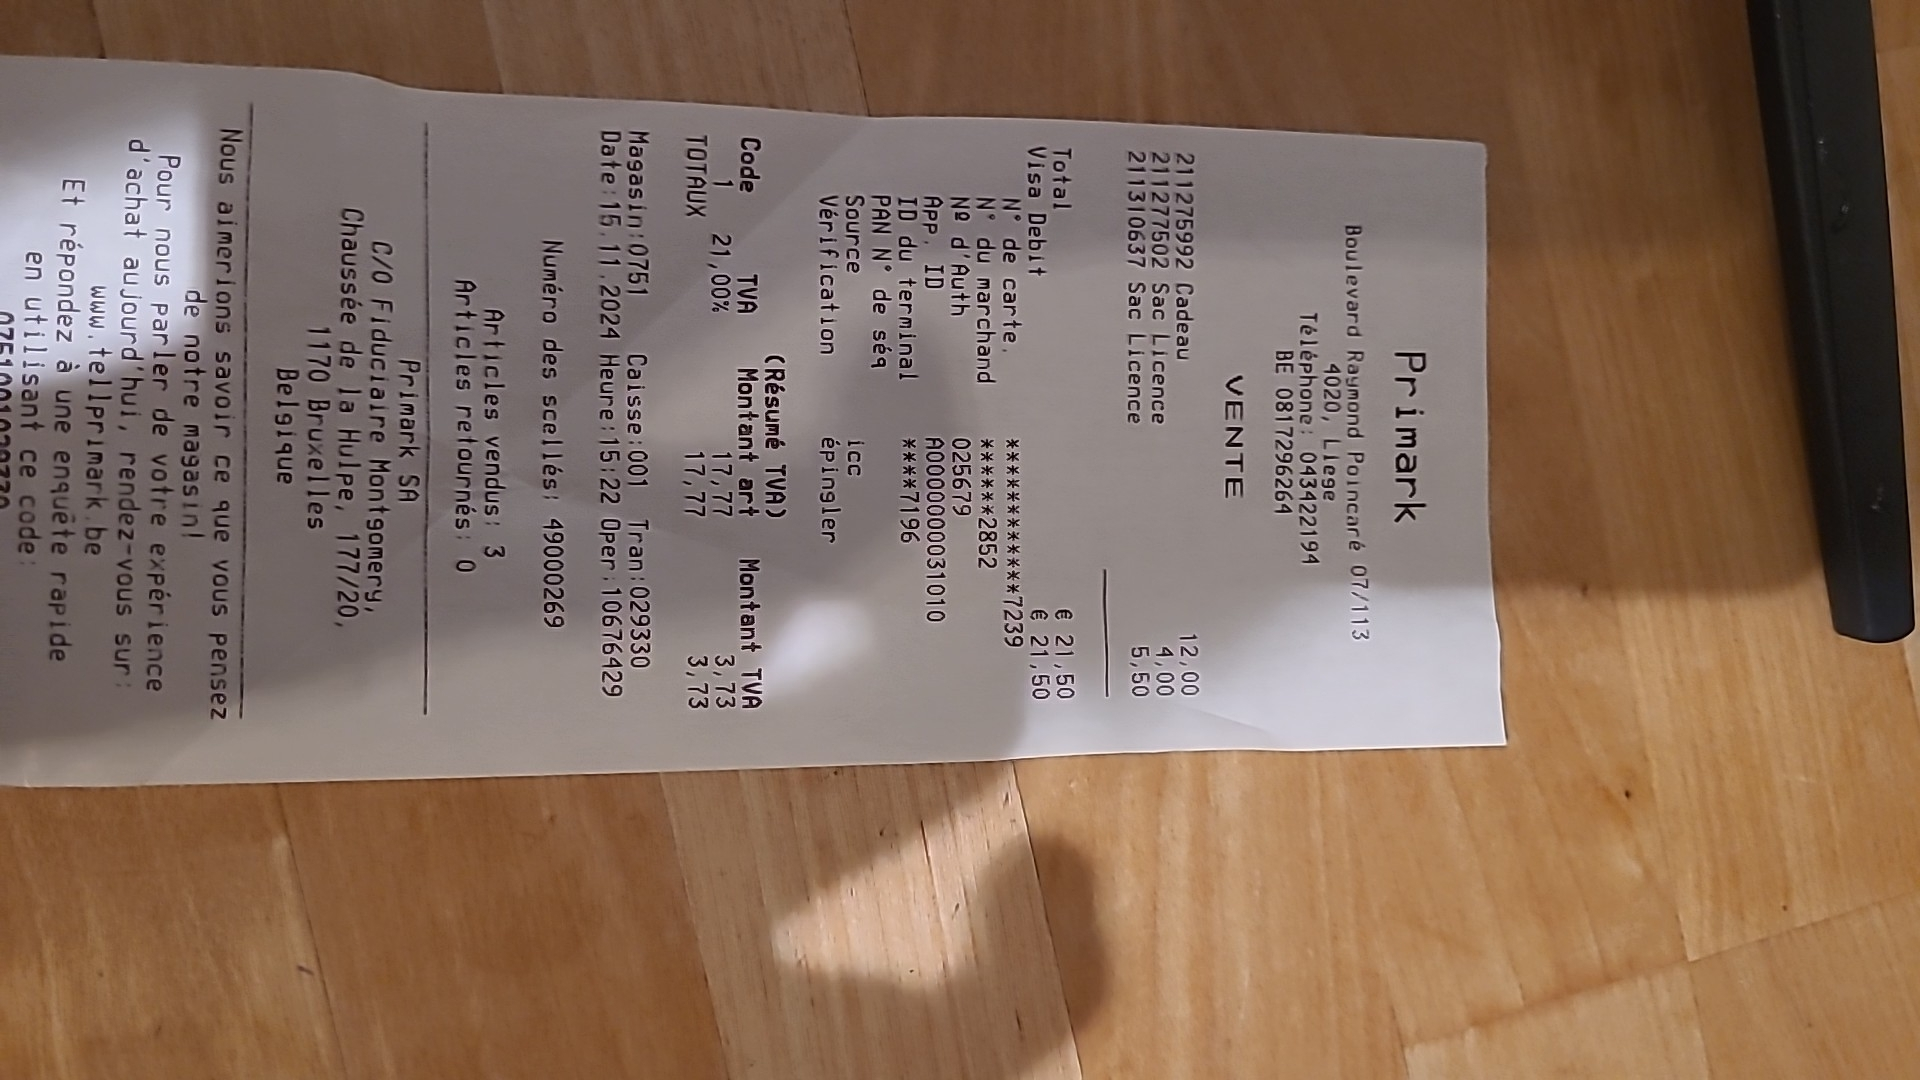 Primark
Boulevard Raymond Poincaré 07/113
4020, Liege
Téléphone: 043422194
BE 0817296264
VENTE
211275992 Cadeau 12,00
211277502 Sac Licence 4,00
211310637 Sac Licence 5,50
Total € 21,50
Visa Debit € 21,50
N° de carte. ************7239
N° du marchand ******2852
Nº d'Auth 025679
App. ID A0000000031010
ID du terminal ****7196
PAN N° de séq
Source icc
Vérification épingler
(Résumé TVA)
Code TVA Montant art Montant TVA
1 21,00% 17,77 3,73
TOTAUX 17,77 3,73
Magasin:0751 Caisse:001 Tran:029330
Date:15.11.2024 Heure:15:22 Oper:10676429
Numéro des scellés: 49000269
Articles vendus: 3
Articles retournés: 0
Primark SA
C/O Fiduciaire Montgomery,
Chaussée de la Hulpe, 177/20,
1170 Bruxelles
Belgique
Nous aimerions savoir ce que vous pensez
de notre magasin!
Pour nous parler de votre expérience
d'achat aujourd'hui, rendez-vous sur:
www.tellprimark.be
Et répondez à une enquête rapide
en utilisant ce code: